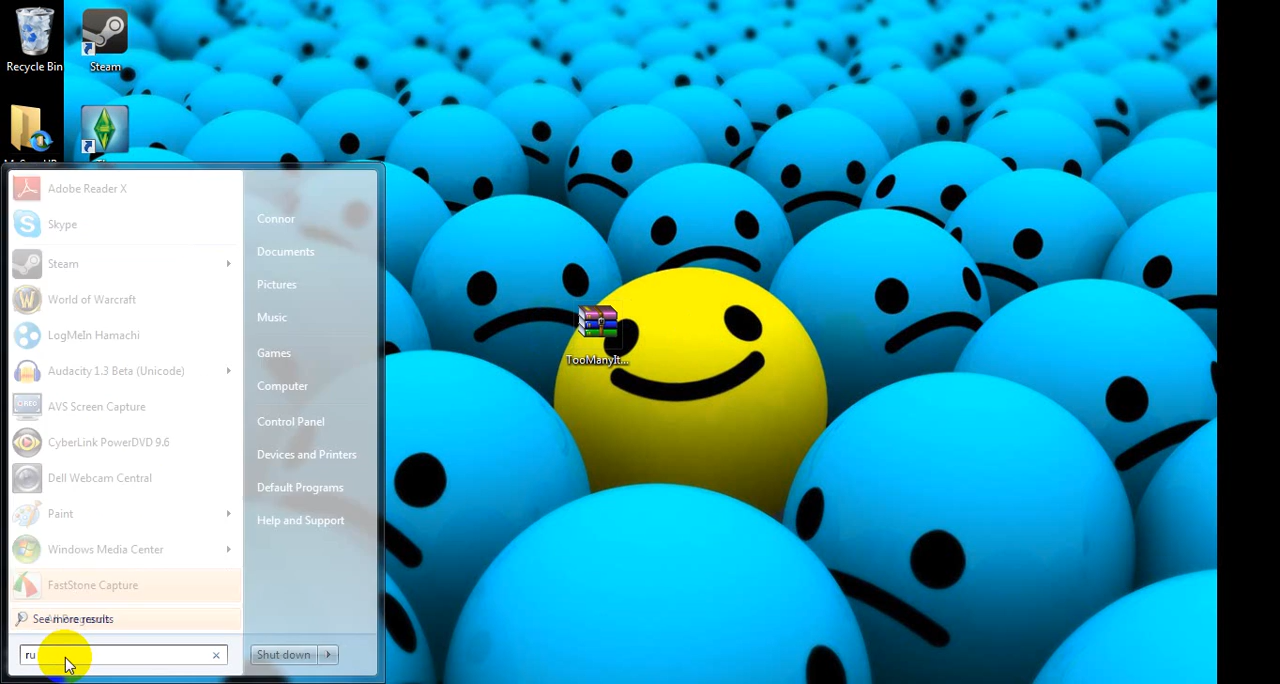 Recycle Bin
Steam
Adobe Reader X
Skype
Steam
World of Warcraft
LogMeIn Hamachi
Audacity 1.3 Beta (Unicode)
AVS Screen Capture
CyberLink PowerDVD 9.6
Dell Webcam Central
Paint
Windows Media Center
FastStone Capture
See more results
ru
Connor
Documents
Pictures
Music
Games
Computer
Control Panel
Devices and Printers
Default Programs
Help and Support
Shut down
TooManyIt...